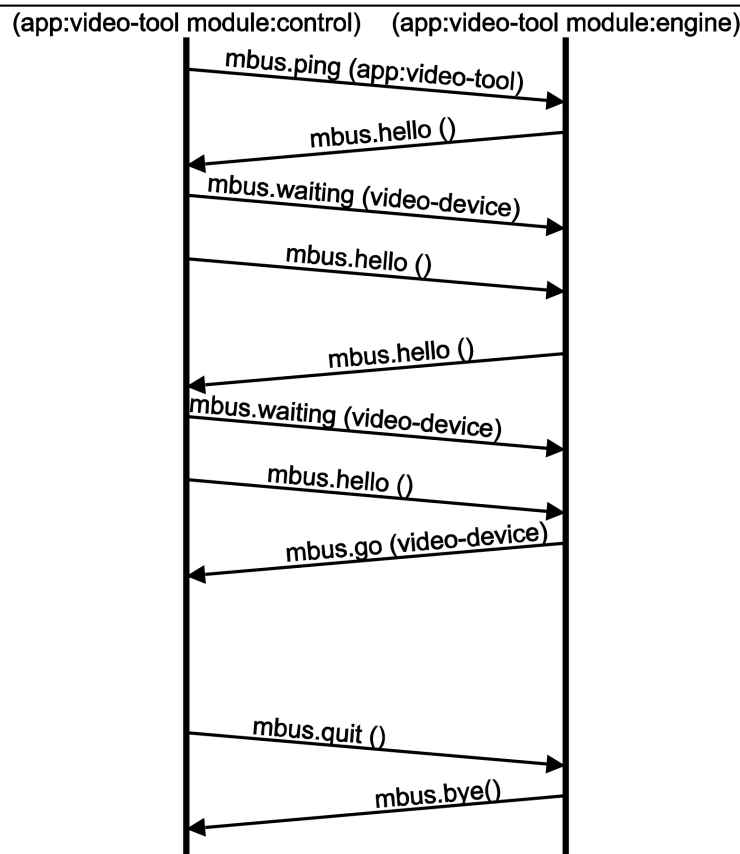 (app:video-tool module:control) (app:video-tool module:engine)
mbus.ping (app:video-tool)
mbus.hello ()
mbus.waiting (video-device)
mbus.hello ()
mbus.hello ()
mbus.waiting (video-device)
mbus.hello ()
mbus.go (video-device)
mbus.quit ()
mbus.bye()